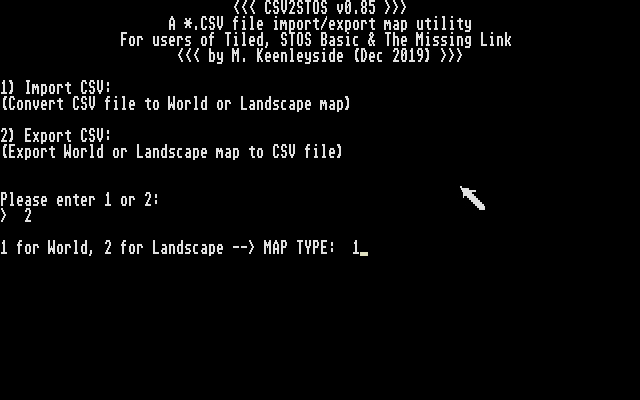 <<< CSV2STOS v0.85 >>>
A *.CSV file import/export map utility
For users of Tiled, STOS Basic & The Missing Link
<<< by M. Keenleyside (Dec 2019) >>>
1) Import CSV:
(Convert CSV file to World or Landscape map)
2) Export CSV:
(Export World or Landscape map to CSV file)
Please enter 1 or 2:
> 2
1 for World, 2 for Landscape --> MAP TYPE: 1_